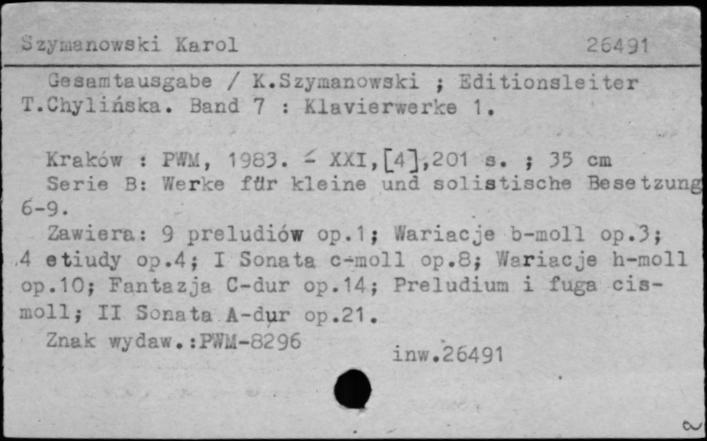 Szymanowski Karol 26491
Gesamtausgabe / K.Szymanowski ; Editionsleiter
T.Chylińska. Band 7 : Klavierwerke 1.
Kraków : PWM, 1983. - XXI,[4],201 s. ; 35 cm
Serie B: Werke für kleine und solistische Besetzung
6-9.
Zawiera: 9 preludiów op.1; Wariacje b-moll op.3;
4 etiudy op.4; I Sonata c-moll op.8; Wariacje h-moll
op.10; Fantazja C-dur op.14; Preludium i fuga cis-
moll; II Sonata A-dur op.21.
Znak wydaw.:PWM-8296
inw.26491